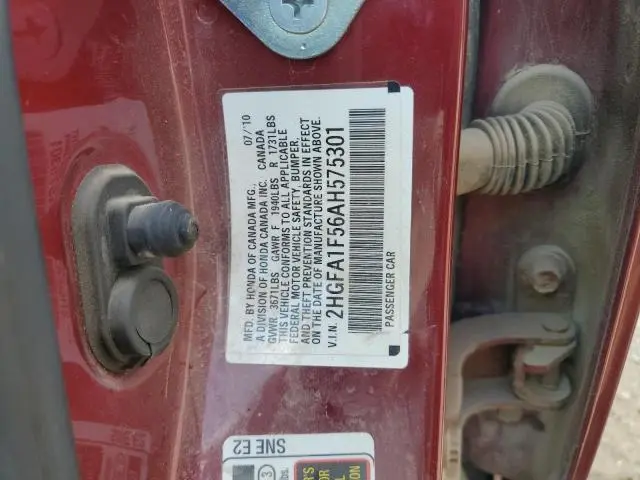 MFD. BY HONDA OF CANADA MFG. 07/'10
A DIVISION OF HONDA CANADA INC. CANADA
GVWR 3671LBS GAWR F 1940LBS R 1731LBS
THIS VEHICLE CONFORMS TO ALL APPLICABLE
FEDERAL MOTOR VEHICLE SAFETY, BUMPER,
AND THEFT PREVENTION STANDARDS IN EFFECT
ON THE DATE OF MANUFACTURE SHOWN ABOVE.
V.I.N. 2HGFA1F56AH575301
PASSENGER CAR
SNE E2